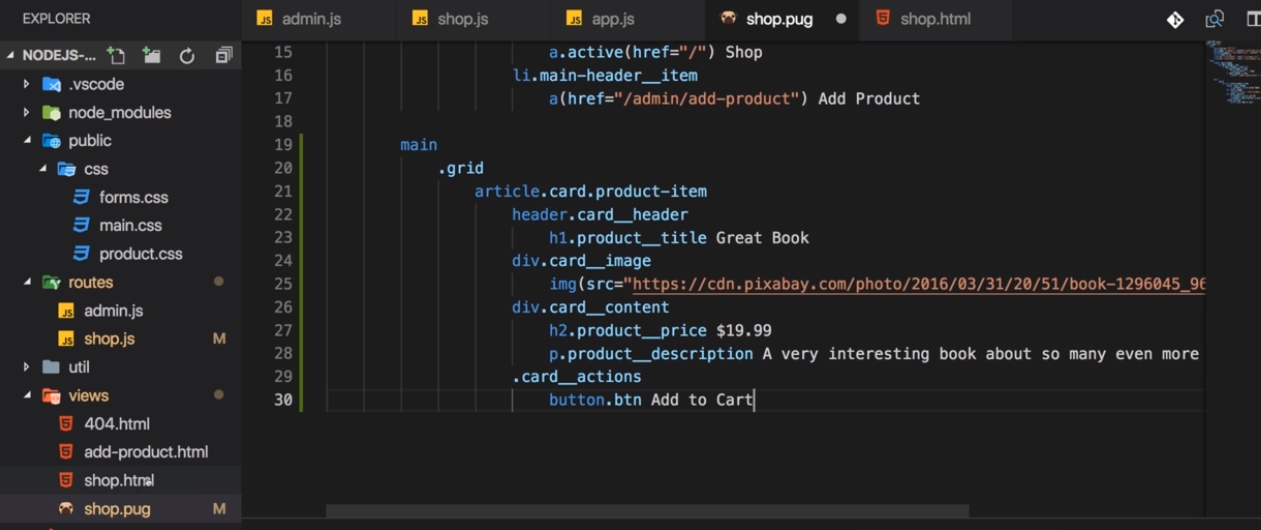 EXPLORER
JS admin.js JS shop.js JS app.js shop.pug shop.html
NODEJS-...
.vscode
node_modules
public
css
forms.css
main.css
product.css
routes
JS admin.js
JS shop.js M
util
views
404.html
add-product.html
shop.html
shop.pug M
15 a.active(href="/") Shop
16 li.main-header__item
17 a(href="/admin/add-product") Add Product
18
19 main
20 .grid
21 article.card.product-item
22 header.card__header
23 h1.product__title Great Book
24 div.card__image
25 img(src="https://cdn.pixabay.com/photo/2016/03/31/20/51/book-1296045_96
26 div.card__content
27 h2.product__price $19.99
28 p.product__description A very interesting book about so many even more
29 .card__actions
30 button.btn Add to Cart